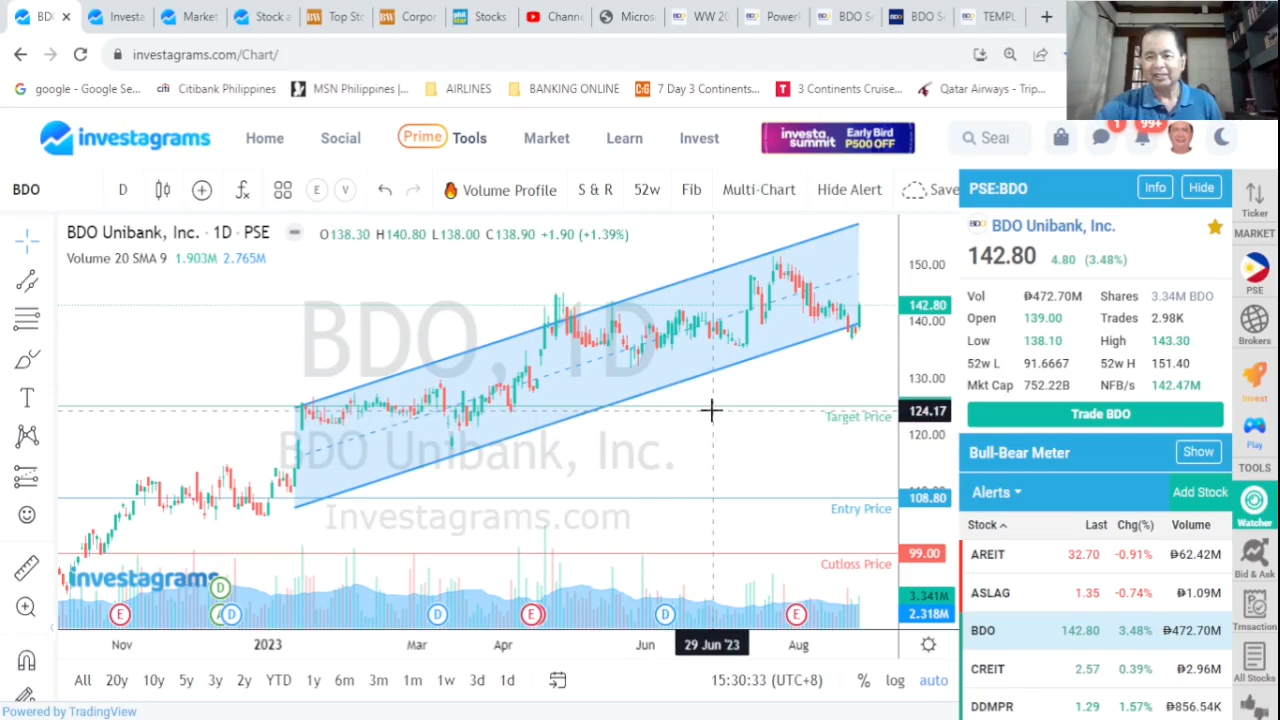 BD
Investa
Market
Stock a
Top Sto
Corpor
Stocks
Chann
Micros
WW 20
PowerI
BDO S
BDO S
TEMPL
investagrams.com/Chart/
google - Google Se...
Citibank Philippines
MSN Philippines |...
AIRLINES
BANKING ONLINE
7 Day 3 Continents...
3 Continents Cruise...
Qatar Airways - Trip...
investagrams
Home
Social
Prime Tools
Market
Learn
Invest
investa summit Early Bird P500 OFF
Sear
1
99+
BDO
D
E
V
Volume Profile
S & R
52w
Fib
Multi-Chart
Hide Alert
Save
PSE:BDO
Info
Hide
Ticker
BDO Unibank, Inc. · 1D · PSE
O138.30 H140.80 L138.00 C138.90 +1.90 (+1.39%)
Volume 20 SMA 9 1.903M 2.765M
BDO Unibank, Inc.
142.80 4.80 (3.48%)
Vol ₱472.70M Shares 3.34M BDO
Open 139.00 Trades 2.98K
Low 138.10 High 143.30
52w L 91.6667 52w H 151.40
Mkt Cap 752.22B NFB/s 142.47M
Trade BDO
Bull-Bear Meter
Show
Alerts
Add Stock
Stock Last Chg(%) Volume
AREIT 32.70 -0.91% ₱62.42M
ASLAG 1.35 -0.74% ₱1.09M
BDO 142.80 3.48% ₱472.70M
CREIT 2.57 0.39% ₱2.96M
DDMPR 1.29 1.57% ₱856.54K
MARKET
PSE
Brokers
Invest
Play
TOOLS
Watcher
Bid & Ask
Trnsaction
All Stocks
BDO, 1D
BDO Unibank, Inc.
Investagrams.com
investagrams
150.00
142.80
140.00
130.00
124.17
120.00
108.80
99.00
3.341M
2.318M
Target Price
Entry Price
Cutloss Price
E
D
D
D
E
D
E
Nov
2023
Mar
Apr
Jun
29 Jun '23
Aug
All
20y
10y
5y
3y
2y
YTD
1y
6m
3m
1m
1w
3d
1d
15:30:33 (UTC+8)
%
log
auto
Powered by TradingView